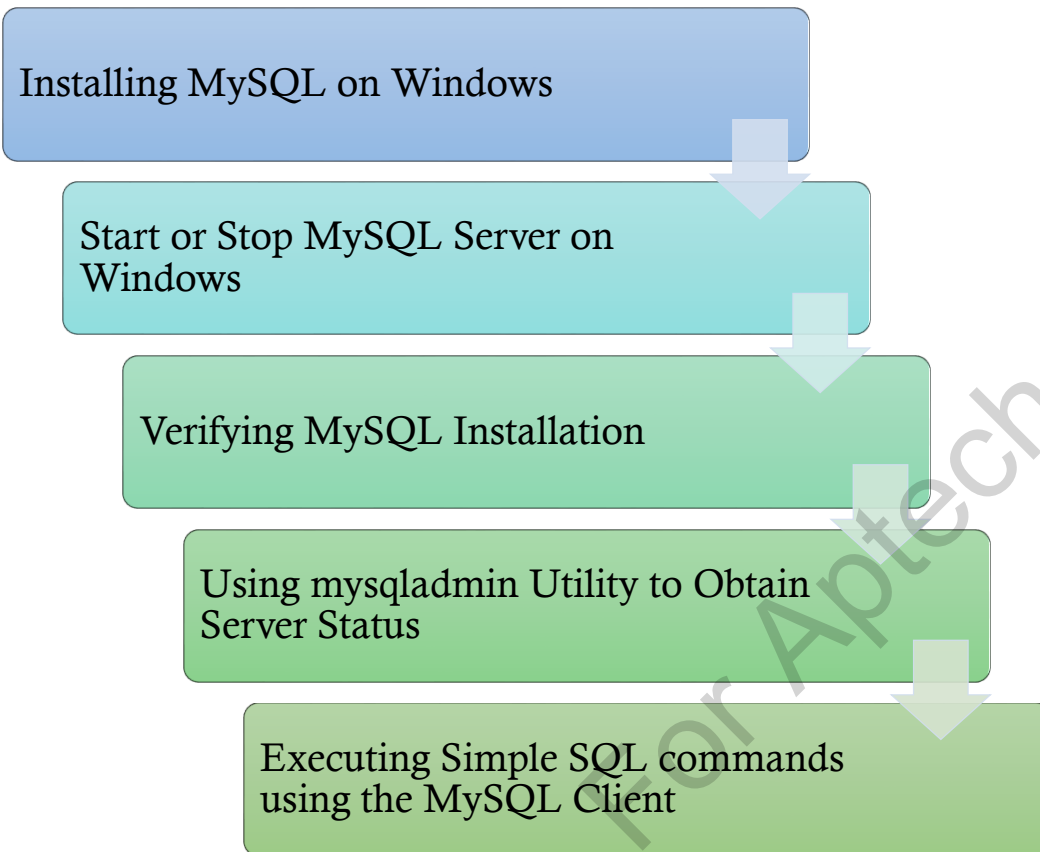 Installing MySQL on Windows
Start or Stop MySQL Server on
Windows
Verifying MySQL Installation
Using mysqladmin Utility to Obtain
Server Status
Executing Simple SQL commands
using the MySQL Client
For Aptech